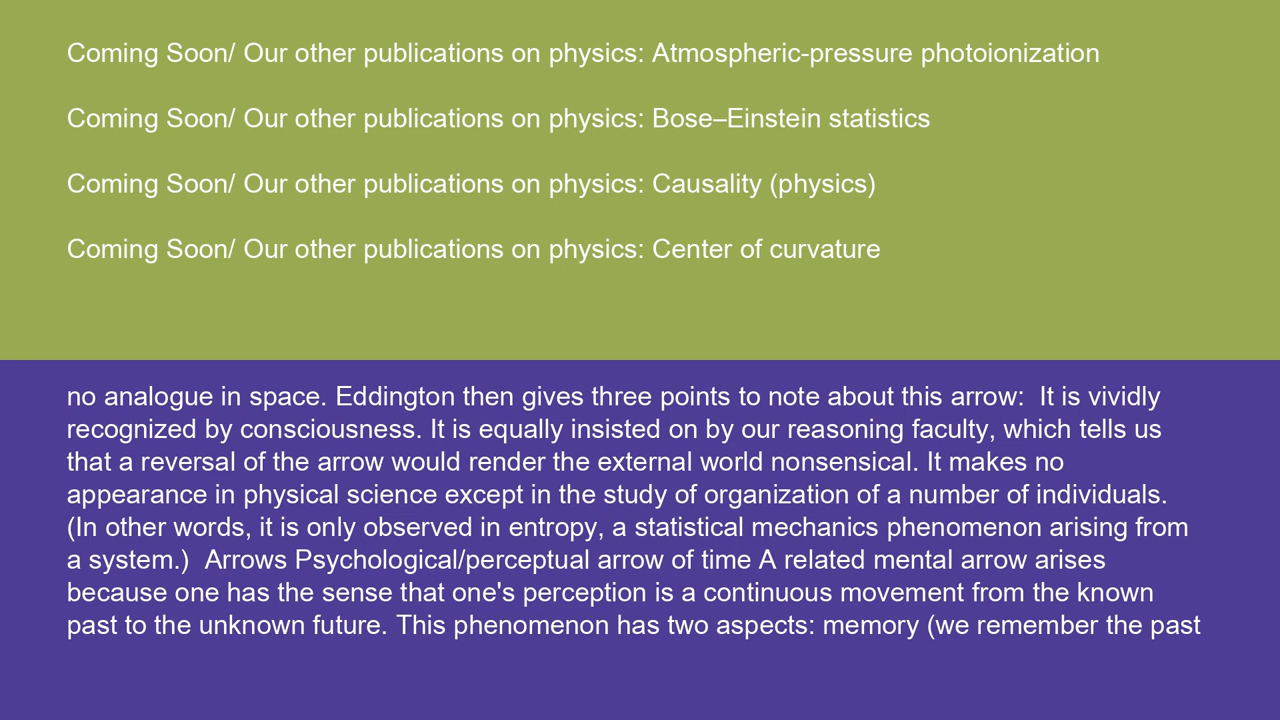 Coming Soon/ Our other publications on physics: Atmospheric-pressure photoionization
Coming Soon/ Our other publications on physics: Bose–Einstein statistics
Coming Soon/ Our other publications on physics: Causality (physics)
Coming Soon/ Our other publications on physics: Center of curvature
no analogue in space. Eddington then gives three points to note about this arrow:  It is vividly
recognized by consciousness. It is equally insisted on by our reasoning faculty, which tells us
that a reversal of the arrow would render the external world nonsensical. It makes no
appearance in physical science except in the study of organization of a number of individuals.
(In other words, it is only observed in entropy, a statistical mechanics phenomenon arising from
a system.)  Arrows Psychological/perceptual arrow of time A related mental arrow arises
because one has the sense that one's perception is a continuous movement from the known
past to the unknown future. This phenomenon has two aspects: memory (we remember the past